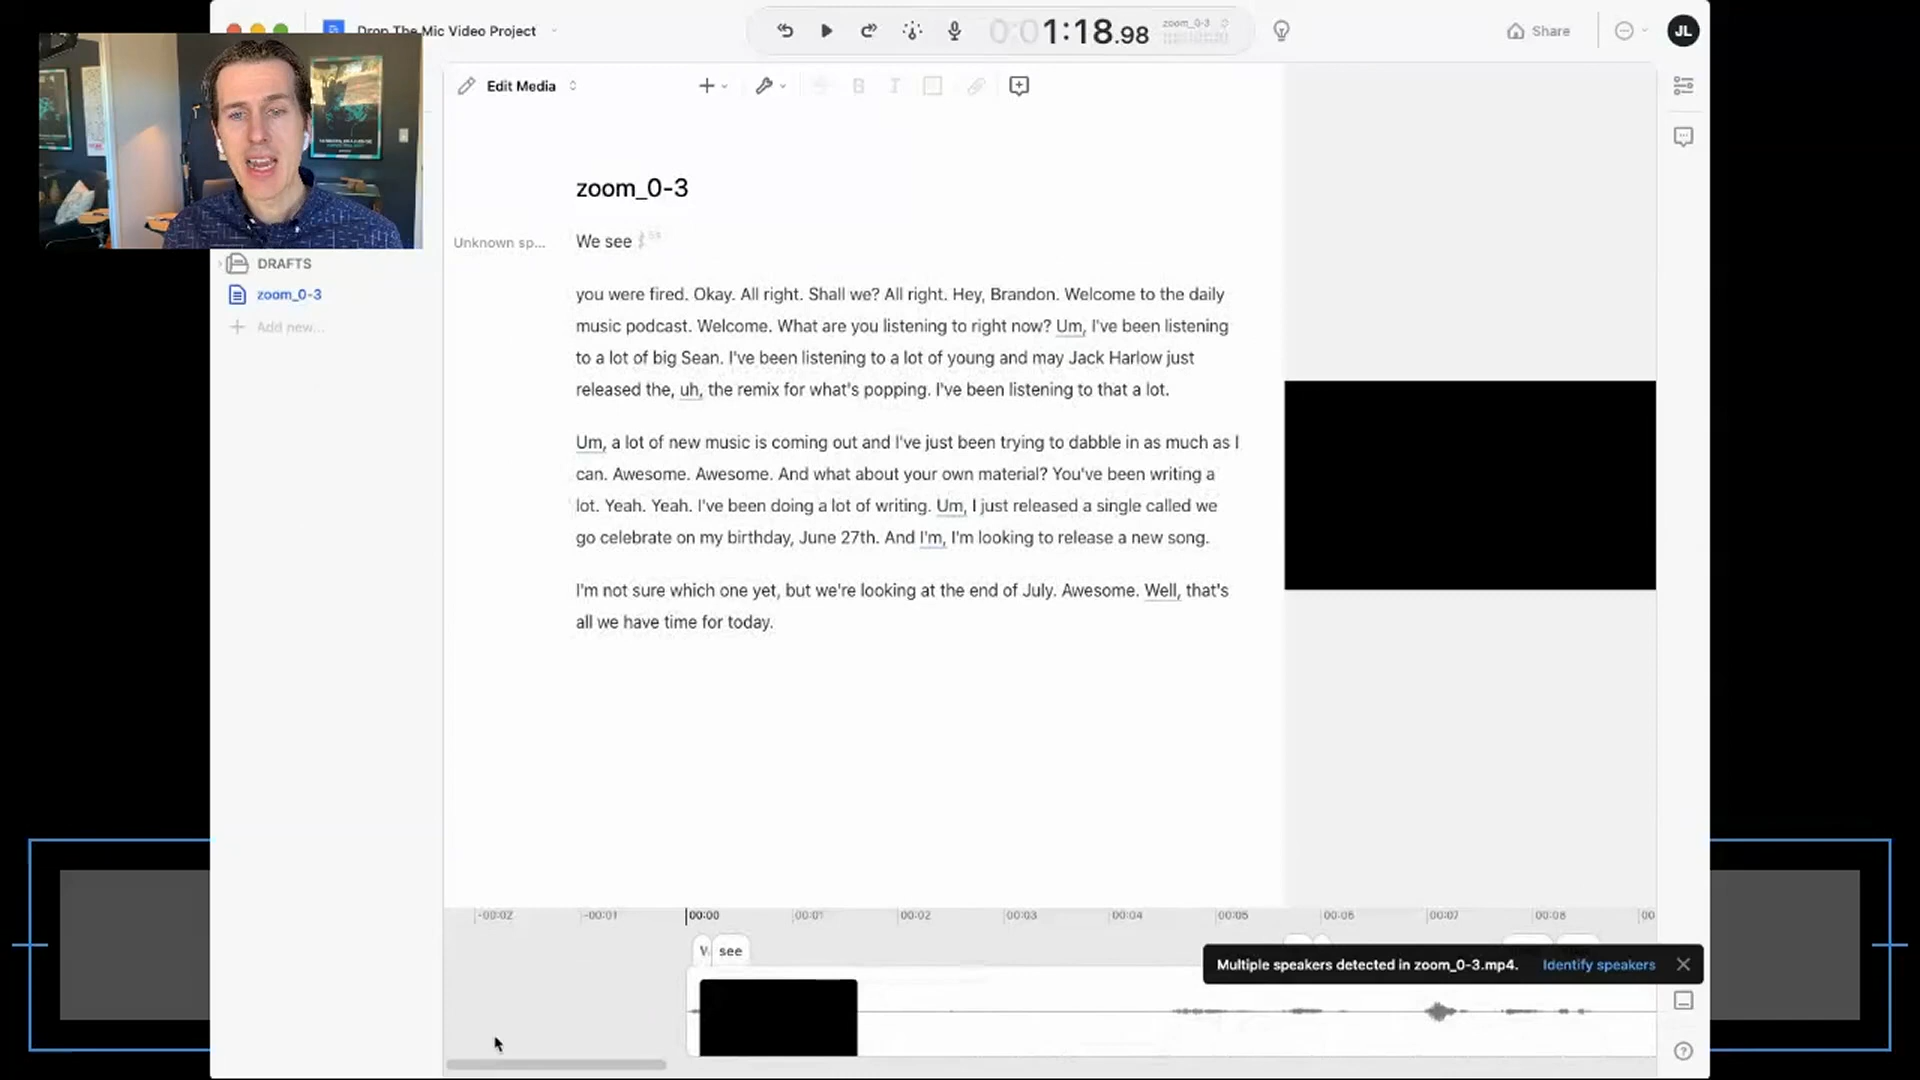 Drop The Mic Video Project
0:01:18.98
zoom_0-3
Share
JL
Edit Media
B
I
zoom_0-3
Unknown sp...
We see
DRAFTS
zoom_0-3
Add new...
you were fired. Okay. All right. Shall we? All right. Hey, Brandon. Welcome to the daily
music podcast. Welcome. What are you listening to right now? Um, I've been listening
to a lot of big Sean. I've been listening to a lot of young and may Jack Harlow just
released the, uh, the remix for what's popping. I've been listening to that a lot.
Um, a lot of new music is coming out and I've just been trying to dabble in as much as I
can. Awesome. Awesome. And what about your own material? You've been writing a
lot. Yeah. Yeah. I've been doing a lot of writing. Um, I just released a single called we
go celebrate on my birthday, June 27th. And I'm, I'm looking to release a new song.
I'm not sure which one yet, but we're looking at the end of July. Awesome. Well, that's
all we have time for today.
-00:02 -00:01 00:00 00:01 00:02 00:03 00:04 00:05 00:06 00:07 00:08 00
W see
Multiple speakers detected in zoom_0-3.mp4. Identify speakers